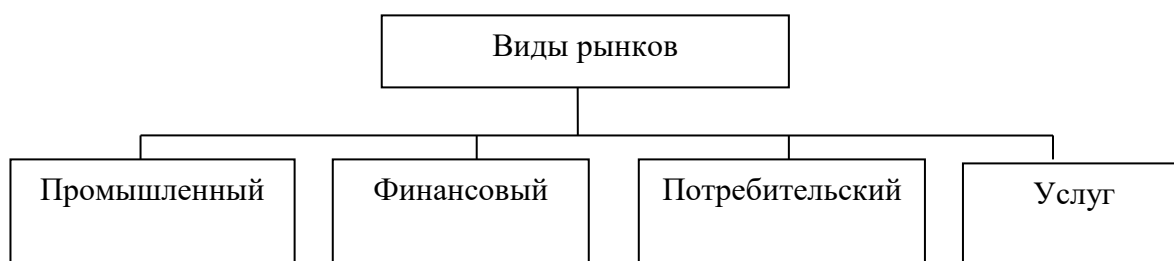 Виды рынков
Промышленный
Финансовый
Потребительский
Услуг